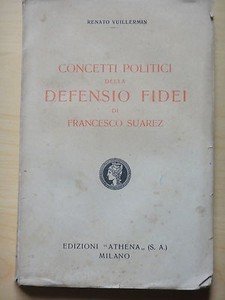 RENATO VUILLERMIN
CONCETTI POLITICI
DELLA
DEFENSIO FIDEI
DI
FRANCESCO SUAREZ
EDIZIONI "ATHENA„ (S. A.)
MILANO